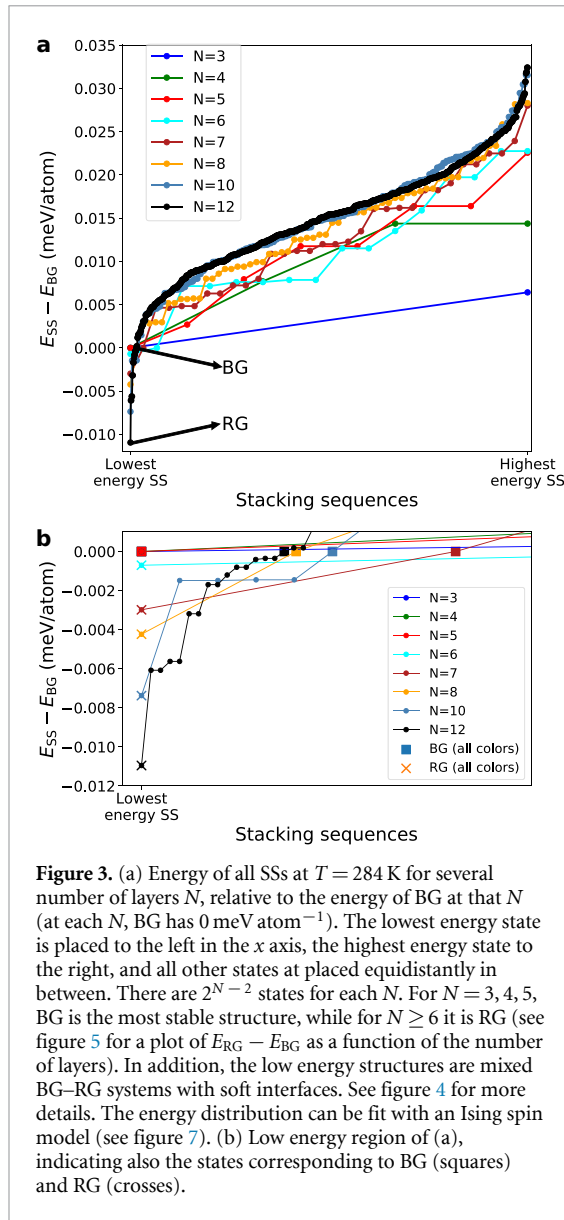 a
0.035
0.030
0.025
0.020
0.015
0.010
0.005
0.000
−0.005
−0.010
E_SS − E_BG (meV/atom)
N=3
N=4
N=5
N=6
N=7
N=8
N=10
N=12
BG
RG
Lowest
energy SS
Highest
energy SS
Stacking sequences
b
0.000
−0.002
−0.004
−0.006
−0.008
−0.010
−0.012
E_SS − E_BG (meV/atom)
N=3
N=4
N=5
N=6
N=7
N=8
N=10
N=12
BG (all colors)
RG (all colors)
Lowest
energy SS
Stacking sequences
Figure 3. (a) Energy of all SSs at T = 284 K for several
number of layers N, relative to the energy of BG at that N
(at each N, BG has 0 meV atom⁻¹). The lowest energy state
is placed to the left in the x axis, the highest energy state to
the right, and all other states at placed equidistantly in
between. There are 2^{N−2} states for each N. For N = 3, 4, 5,
BG is the most stable structure, while for N ≥ 6 it is RG (see
figure 5 for a plot of E_RG − E_BG as a function of the number
of layers). In addition, the low energy structures are mixed
BG–RG systems with soft interfaces. See figure 4 for more
details. The energy distribution can be fit with an Ising spin
model (see figure 7). (b) Low energy region of (a),
indicating also the states corresponding to BG (squares)
and RG (crosses).